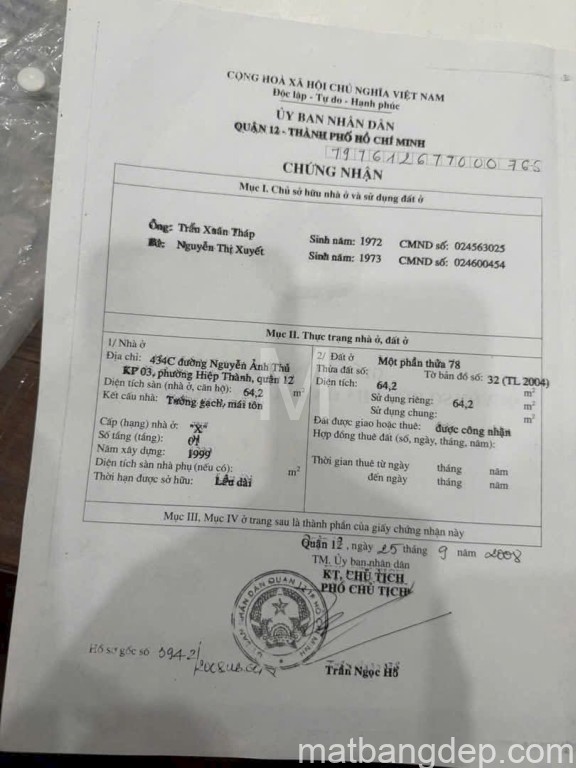 CỘNG HOÀ XÃ HỘI CHỦ NGHĨA VIỆT NAM
Độc lập - Tự do - Hạnh phúc
ỦY BAN NHÂN DÂN
QUẬN 12 - THÀNH PHỐ HỒ CHÍ MINH
797612677000765
CHỨNG NHẬN
Mục I. Chủ sở hữu nhà ở và sử dụng đất ở
Ông: Trần Xuân Tháp Sinh năm: 1972 CMND số: 024563025
Bà: Nguyễn Thị Xuyết Sinh năm: 1973 CMND số: 024600454
Mục II. Thực trạng nhà ở, đất ở
1/ Nhà ở
Địa chỉ: 434C đường Nguyễn Ảnh Thủ
KP 03, phường Hiệp Thành, quận 12
Diện tích sàn (nhà ở, căn hộ): 64,2 m²
Kết cấu nhà: Tường gạch, mái tôn
Cấp (hạng) nhà ở: X
Số tầng (tầng): 01
Năm xây dựng: 1999
Diện tích sàn nhà phụ (nếu có): m²
Thời hạn được sở hữu: Lâu dài
2/ Đất ở Một phần thửa 78
Thửa đất số: Tờ bản đồ số: 32 (TL 2004)
Diện tích: 64,2 m²
Sử dụng riêng: 64,2 m²
Sử dụng chung: m²
Đất được giao hoặc thuê: được công nhận
Hợp đồng thuê đất (số, ngày, tháng, năm):
Thời gian thuê từ ngày tháng năm
đến ngày tháng năm
Mục III, Mục IV ở trang sau là thành phần của giấy chứng nhận này
Quận 12, ngày 25 tháng 9 năm 2008
TM. Ủy ban nhân dân
KT. CHỦ TỊCH
PHÓ CHỦ TỊCH
Hồ sơ gốc số 5942/
Trần Ngọc Hổ
M
matbangdep.com